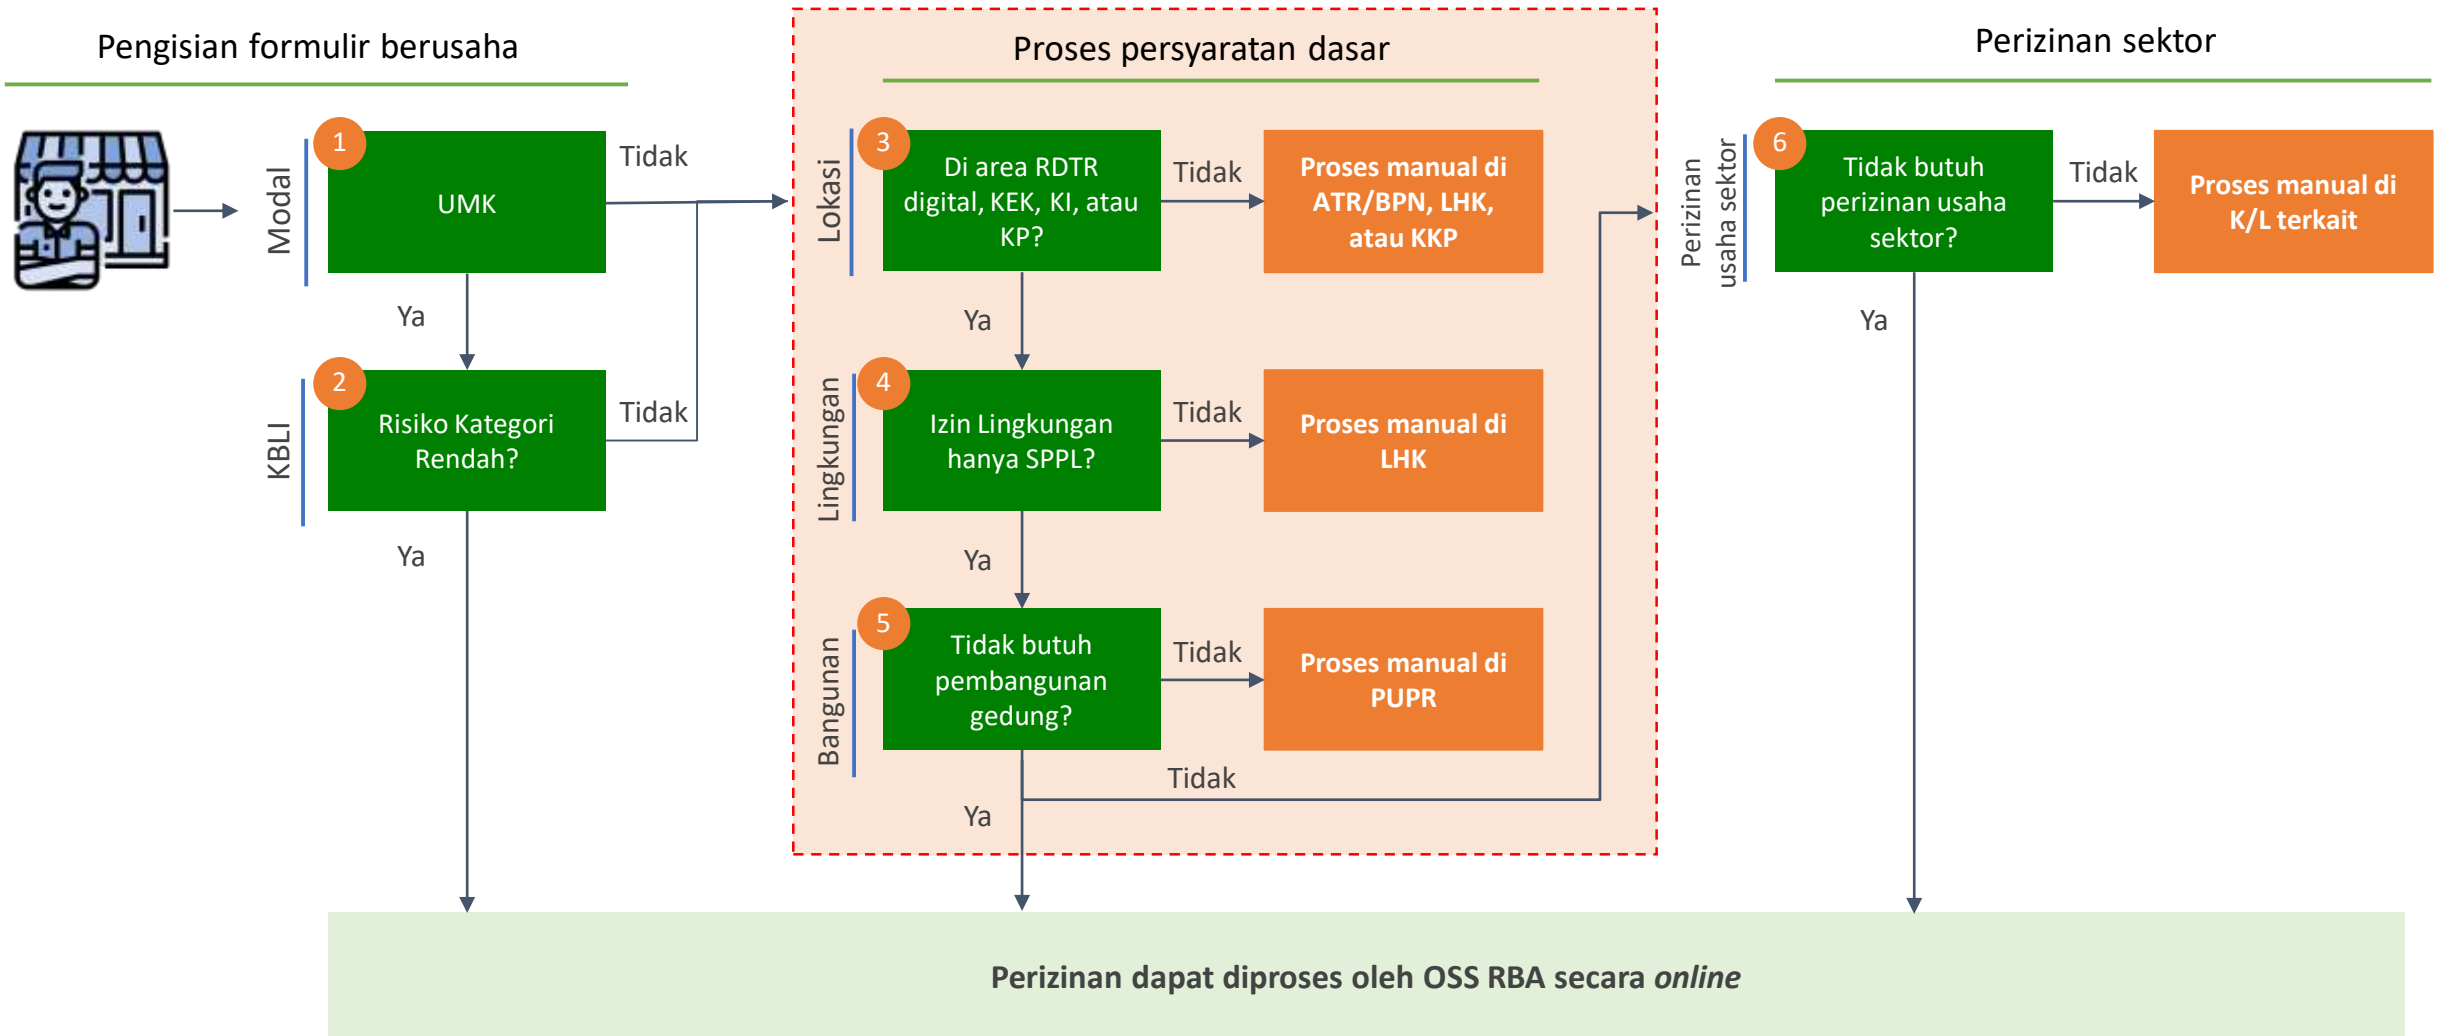 Pengisian formulir berusaha
Modal
1
UMK
Tidak
Ya
KBLI
2
Risiko Kategori
Rendah?
Tidak
Ya
Proses persyaratan dasar
Lokasi
3
Di area RDTR
digital, KEK, KI, atau
KP?
Tidak
Proses manual di
ATR/BPN, LHK,
atau KKP
Ya
Lingkungan
4
Izin Lingkungan
hanya SPPL?
Tidak
Proses manual di
LHK
Ya
Bangunan
5
Tidak butuh
pembangunan
gedung?
Tidak
Proses manual di
PUPR
Tidak
Ya
Perizinan sektor
Perizinan
usaha sektor
6
Tidak butuh
perizinan usaha
sektor?
Tidak
Proses manual di
K/L terkait
Ya
Perizinan dapat diproses oleh OSS RBA secara online